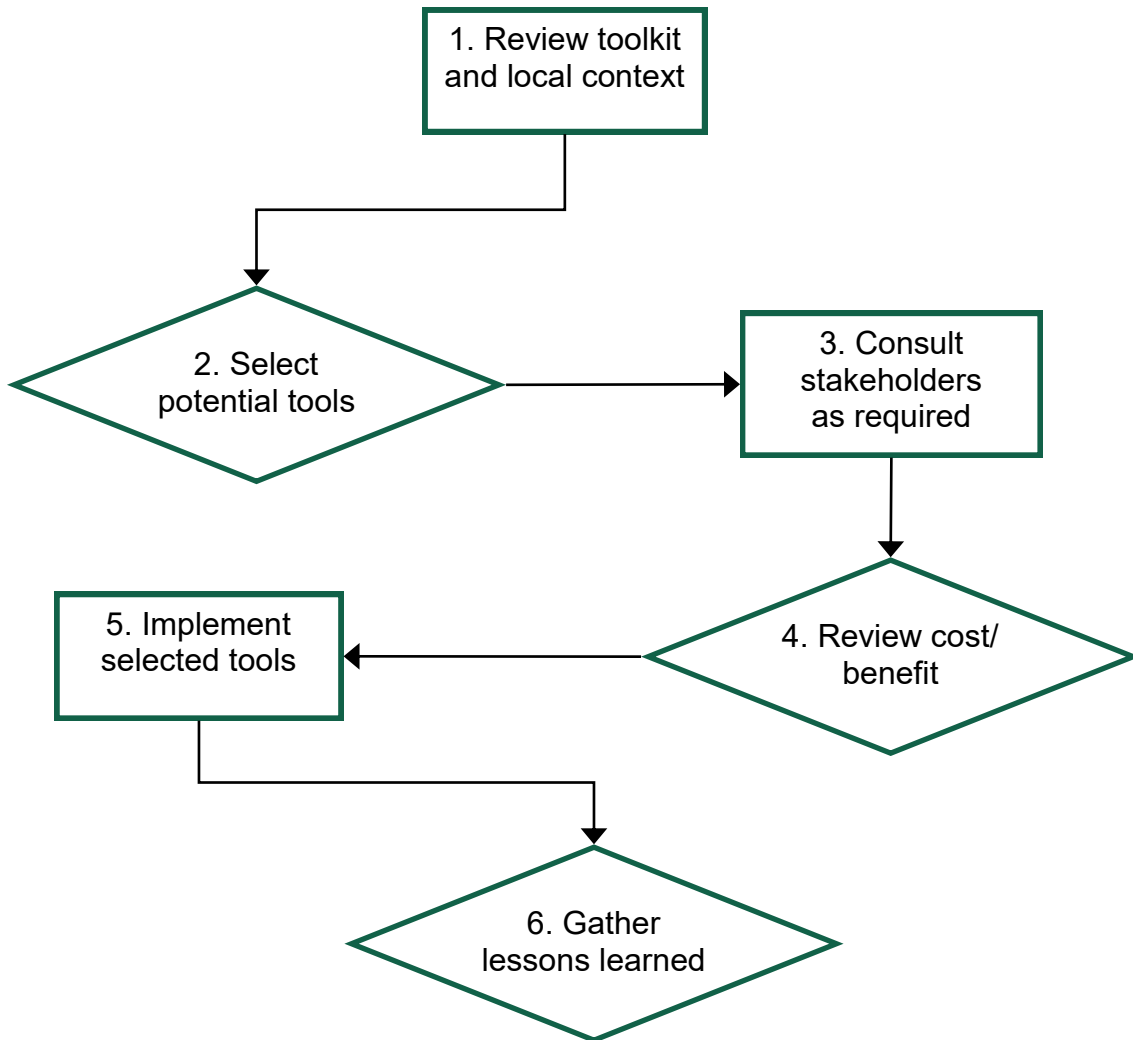 1. Review toolkit
and local context
2. Select
potential tools
3. Consult
stakeholders
as required
4. Review cost/
benefit
5. Implement
selected tools
6. Gather
lessons learned